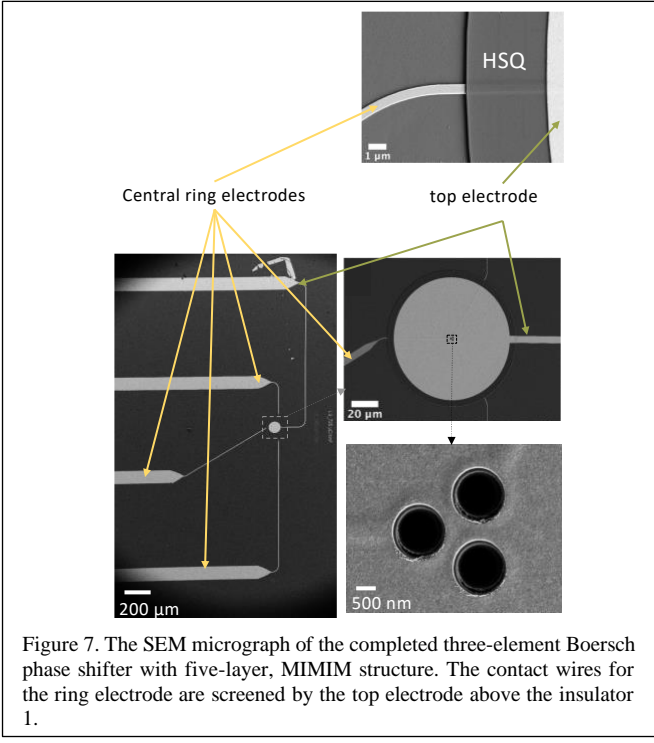 HSQ
1 µm
Central ring electrodes
top electrode
200 µm
20 µm
500 nm
Figure 7. The SEM micrograph of the completed three-element Boersch
phase shifter with five-layer, MIMIM structure. The contact wires for
the ring electrode are screened by the top electrode above the insulator
1.